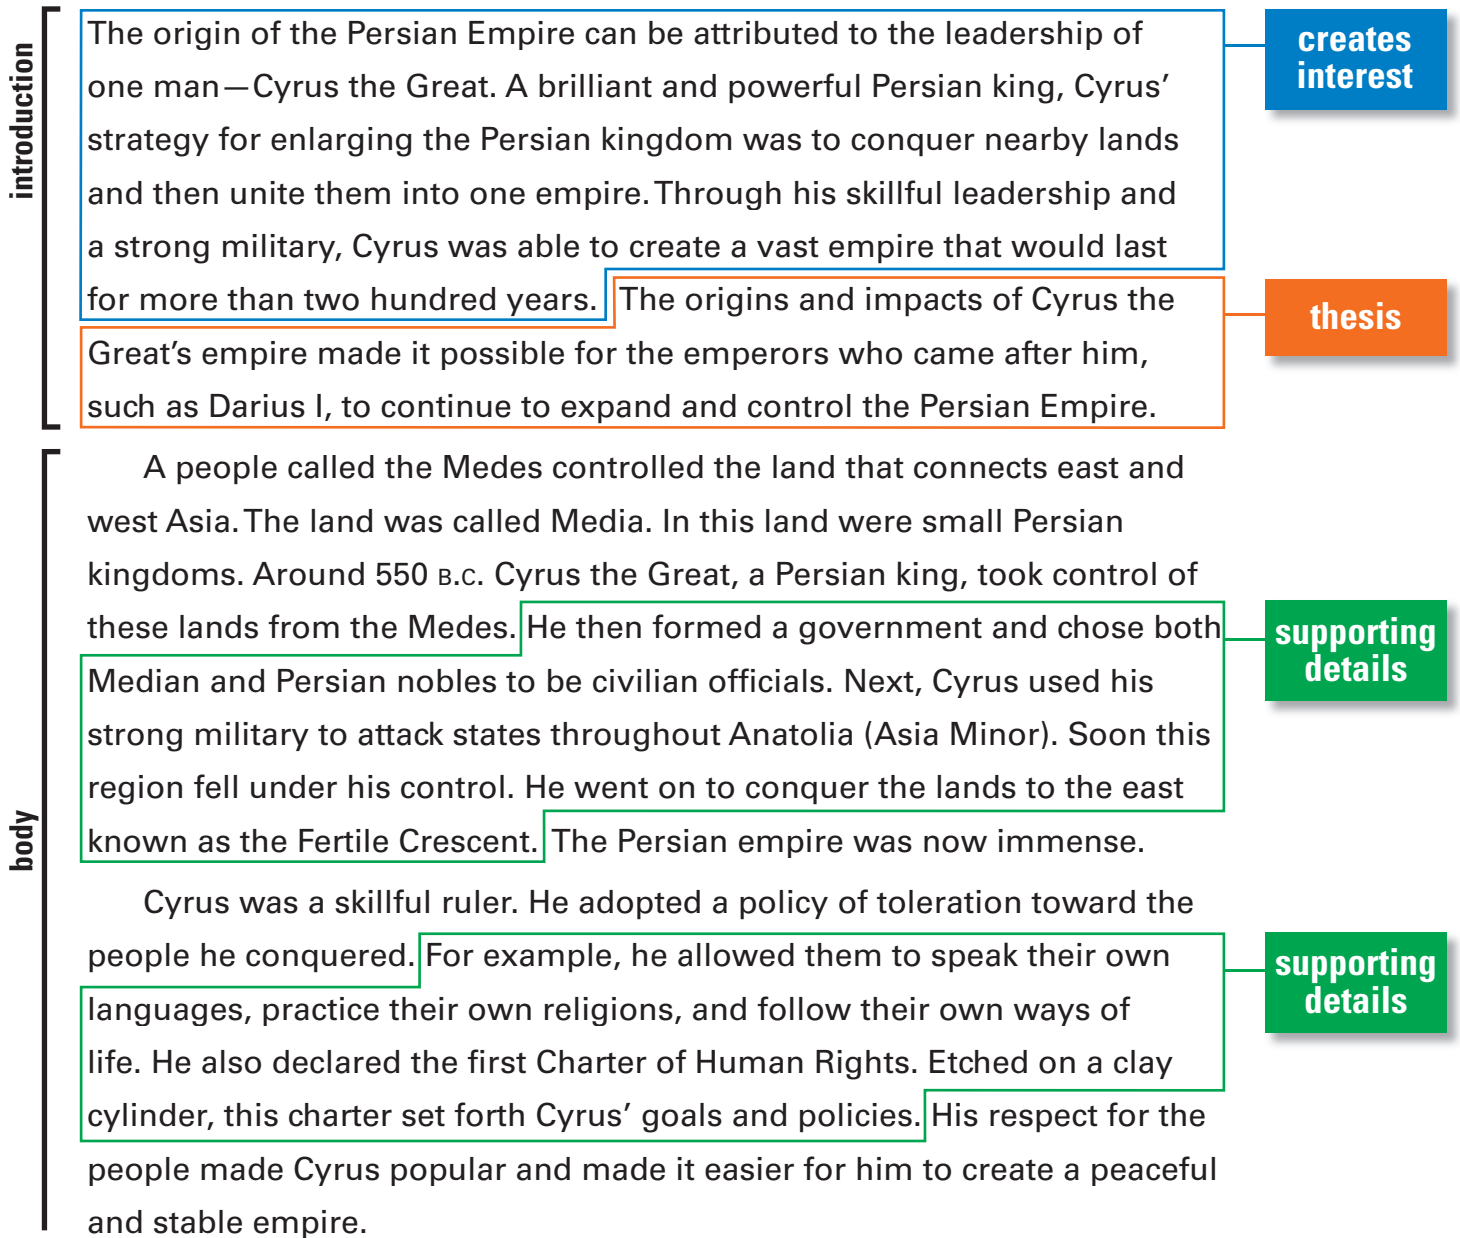 introduction
The origin of the Persian Empire can be attributed to the leadership of
one man—Cyrus the Great. A brilliant and powerful Persian king, Cyrus’
strategy for enlarging the Persian kingdom was to conquer nearby lands
and then unite them into one empire. Through his skillful leadership and
a strong military, Cyrus was able to create a vast empire that would last
for more than two hundred years. The origins and impacts of Cyrus the
Great’s empire made it possible for the emperors who came after him,
such as Darius I, to continue to expand and control the Persian Empire.
creates
interest
thesis
body
A people called the Medes controlled the land that connects east and
west Asia. The land was called Media. In this land were small Persian
kingdoms. Around 550 B.C. Cyrus the Great, a Persian king, took control of
these lands from the Medes. He then formed a government and chose both
Median and Persian nobles to be civilian officials. Next, Cyrus used his
strong military to attack states throughout Anatolia (Asia Minor). Soon this
region fell under his control. He went on to conquer the lands to the east
known as the Fertile Crescent. The Persian empire was now immense.
supporting
details
Cyrus was a skillful ruler. He adopted a policy of toleration toward the
people he conquered. For example, he allowed them to speak their own
languages, practice their own religions, and follow their own ways of
life. He also declared the first Charter of Human Rights. Etched on a clay
cylinder, this charter set forth Cyrus’ goals and policies. His respect for the
people made Cyrus popular and made it easier for him to create a peaceful
and stable empire.
supporting
details